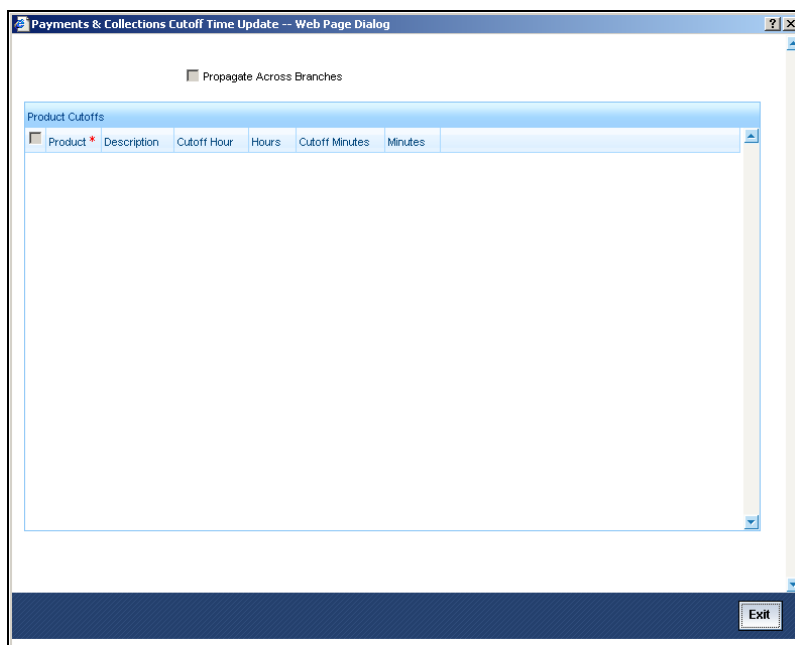 Payments & Collections Cutoff Time Update -- Web Page Dialog
Propagate Across Branches
Product Cutoffs
Product * Description Cutoff Hour Hours Cutoff Minutes Minutes
Exit